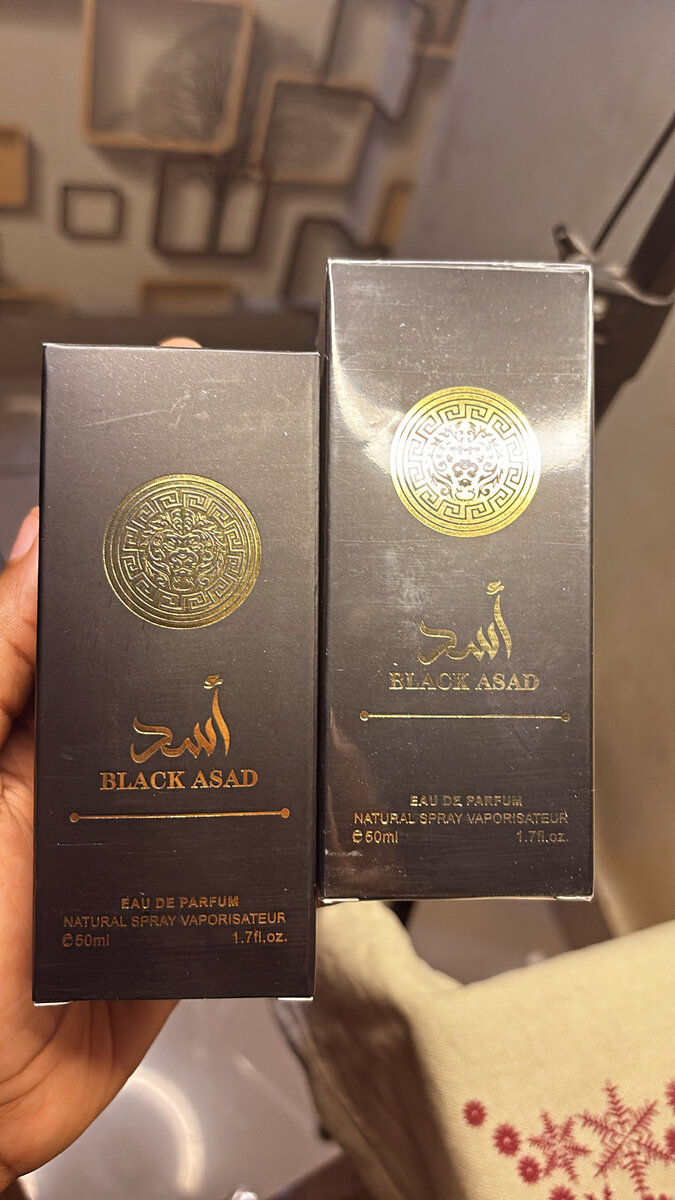 أسد
BLACK ASAD
EAU DE PARFUM
NATURAL SPRAY VAPORISATEUR
℮50ml 1.7fl.oz.
أسد
BLACK ASAD
EAU DE PARFUM
NATURAL SPRAY VAPORISATEUR
℮50ml 1.7fl.oz.